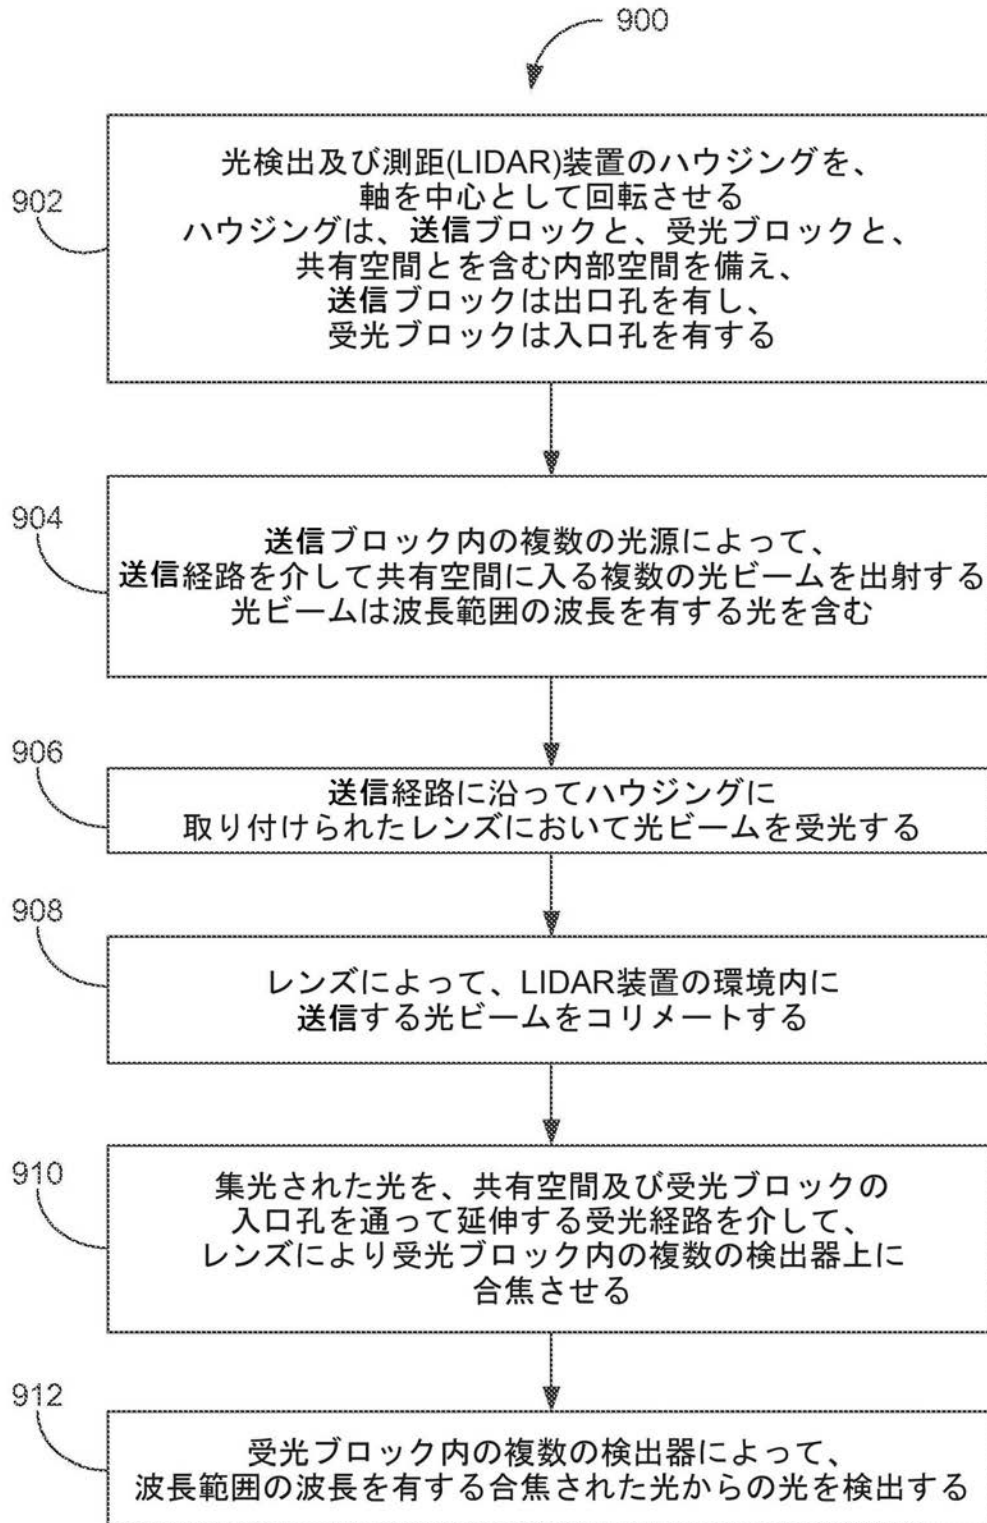 900
902
光検出及び測距(LIDAR)装置のハウジングを、
軸を中心として回転させる
ハウジングは、送信ブロックと、受光ブロックと、
共有空間とを含む内部空間を備え、
送信ブロックは出口孔を有し、
受光ブロックは入口孔を有する
904
送信ブロック内の複数の光源によって、
送信経路を介して共有空間に入る複数の光ビームを出射する
光ビームは波長範囲の波長を有する光を含む
906
送信経路に沿ってハウジングに
取り付けられたレンズにおいて光ビームを受光する
908
レンズによって、LIDAR装置の環境内に
送信する光ビームをコリメートする
910
集光された光を、共有空間及び受光ブロックの
入口孔を通って延伸する受光経路を介して、
レンズにより受光ブロック内の複数の検出器上に
合焦させる
912
受光ブロック内の複数の検出器によって、
波長範囲の波長を有する合焦された光からの光を検出する